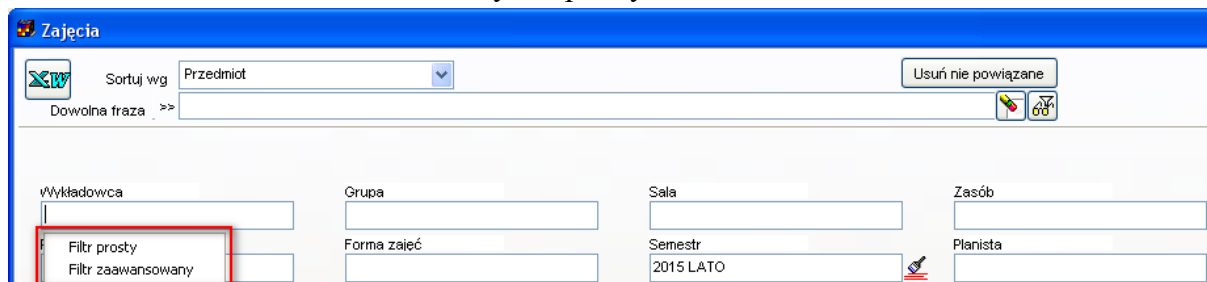 Zajęcia
XW Sortuj wg Przedmiot Usuń nie powiązane
Dowolna fraza >>
Wykładowca Grupa Sala Zasób
Forma zajęć Semestr Planista
Filtr prosty
2015 LATO
Filtr zaawansowany